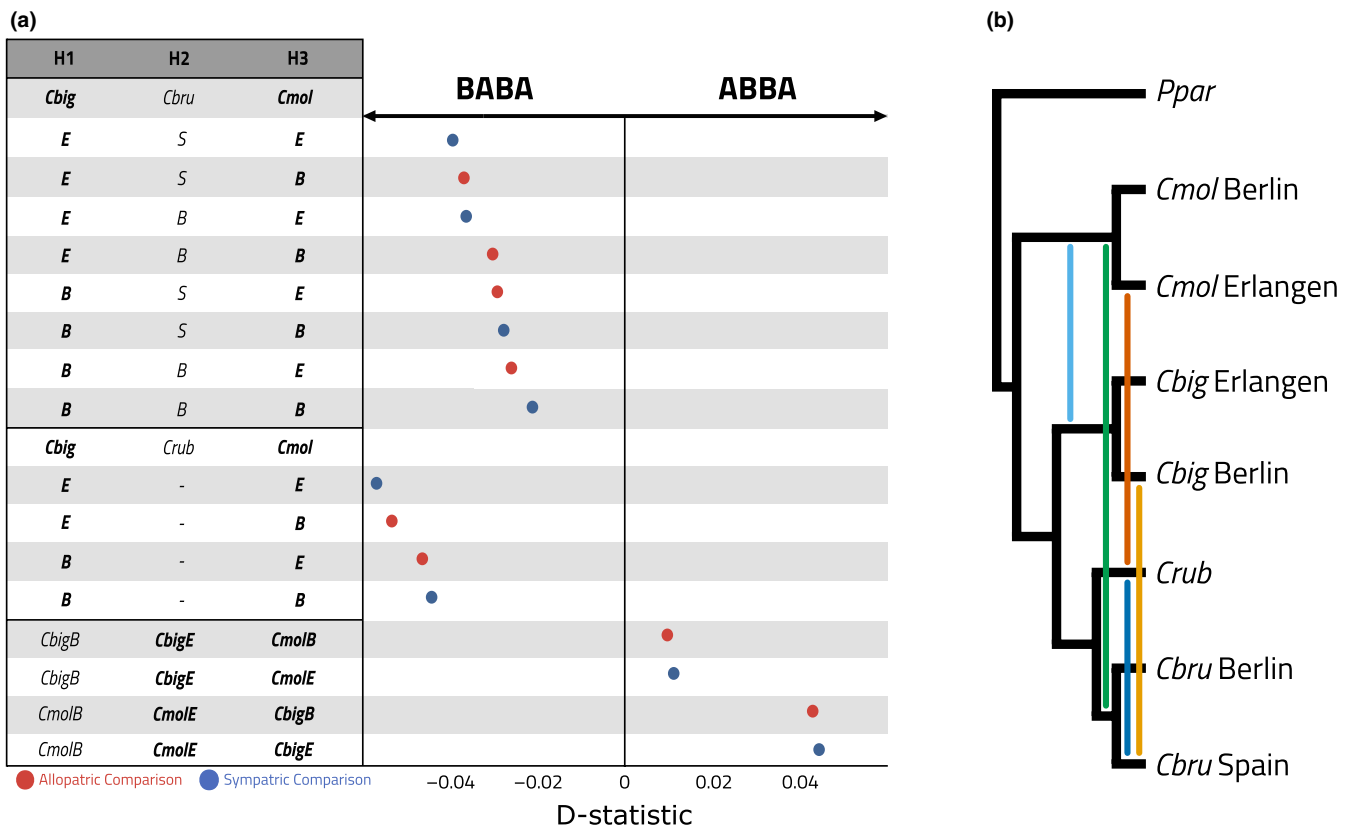 (a)
H1 H2 H3
Cbig Cbru Cmol
E S E
E S B
E B E
E B B
B S E
B S B
B B E
B B B
Cbig Crub Cmol
E - E
E - B
B - E
B - B
CbigB CbigE CmolB
CbigB CbigE CmolE
CmolB CmolE CbigB
CmolB CmolE CbigE
Allopatric Comparison Sympatric Comparison
BABA ABBA
−0.04 −0.02 0 0.02 0.04
D-statistic
(b)
Ppar
Cmol Berlin
Cmol Erlangen
Cbig Erlangen
Cbig Berlin
Crub
Cbru Berlin
Cbru Spain